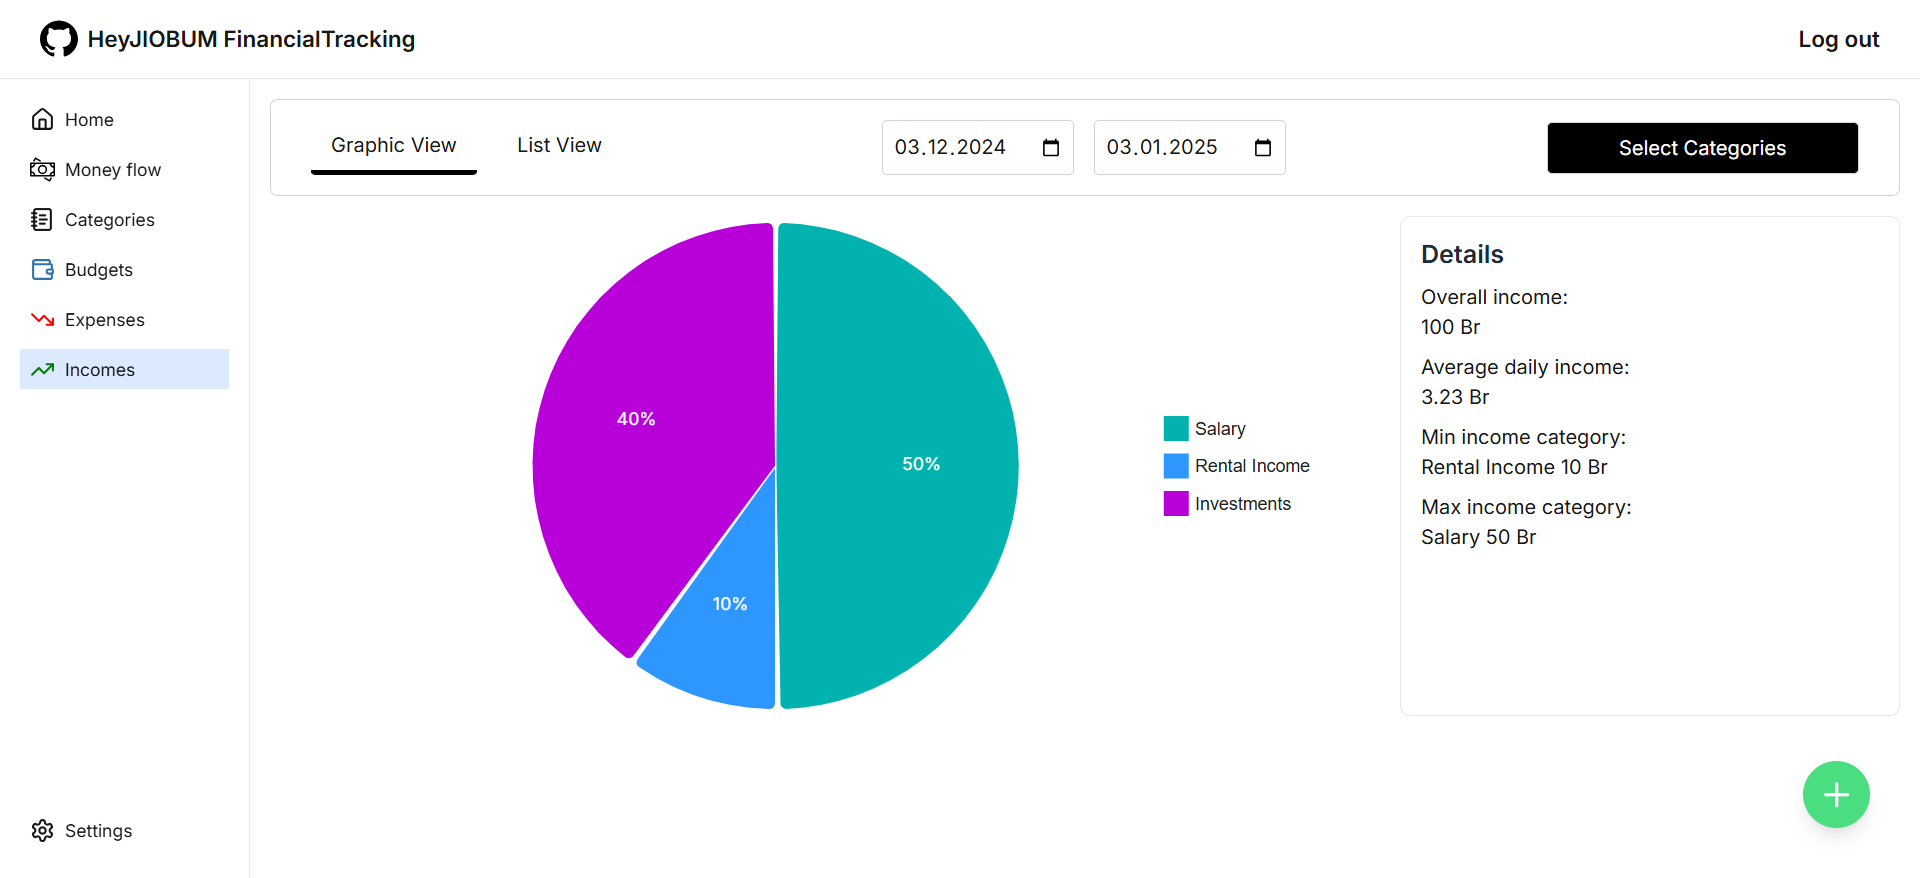 HeyJIOBUM FinancialTracking
Log out
Home
Money flow
Categories
Budgets
Expenses
Incomes
Settings
Graphic View
List View
03.12.2024
03.01.2025
Select Categories
40%
50%
10%
Salary
Rental Income
Investments
Details
Overall income:
100 Br
Average daily income:
3.23 Br
Min income category:
Rental Income 10 Br
Max income category:
Salary 50 Br